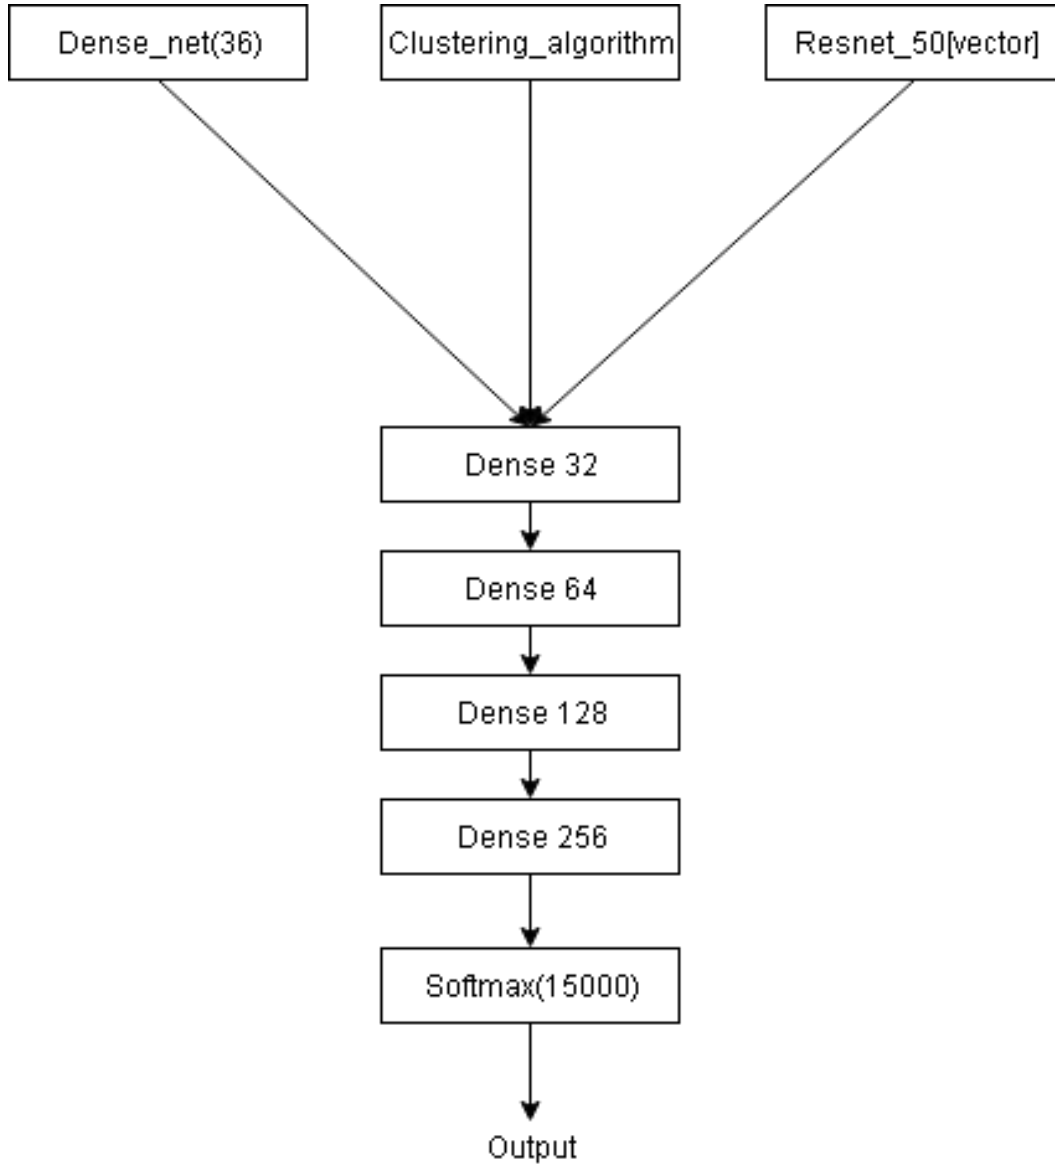 Dense_net(36)
Clustering_algorithm
Resnet_50[vector]
Dense 32
Dense 64
Dense 128
Dense 256
Softmax(15000)
Output